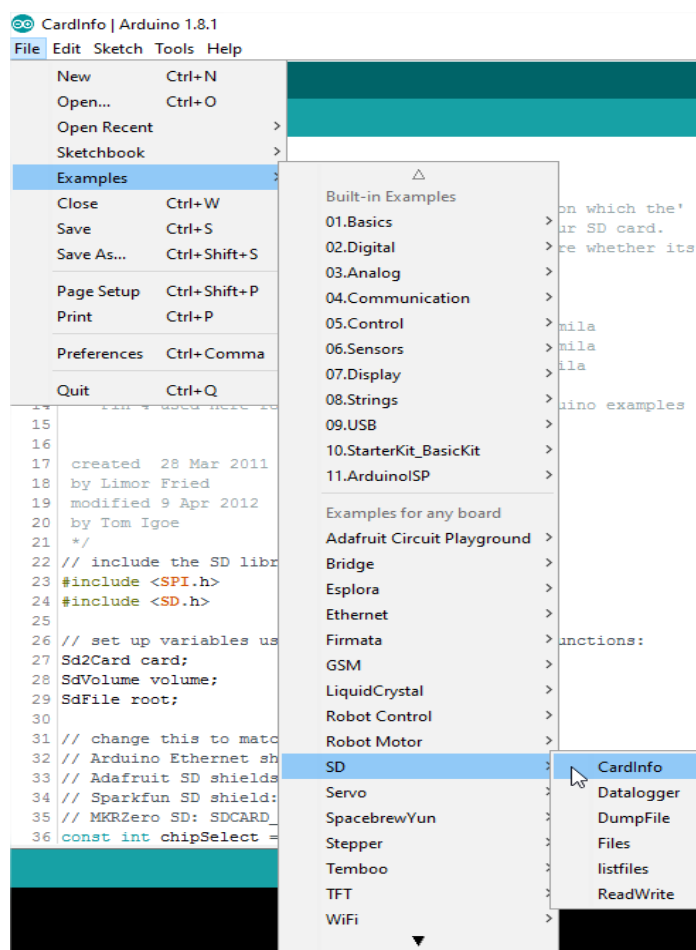 CardInfo | Arduino 1.8.1
File Edit Sketch Tools Help
New Ctrl+N
Open... Ctrl+O
Open Recent
Sketchbook
Examples
Close Ctrl+W
Save Ctrl+S
Save As... Ctrl+Shift+S
Page Setup Ctrl+Shift+P
Print Ctrl+P
Preferences Ctrl+Comma
Quit Ctrl+Q
Built-in Examples
01.Basics
02.Digital
03.Analog
04.Communication
05.Control
06.Sensors
07.Display
08.Strings
09.USB
10.StarterKit_BasicKit
11.ArduinoISP
Examples for any board
Adafruit Circuit Playground
Bridge
Esplora
Ethernet
Firmata
GSM
LiquidCrystal
Robot Control
Robot Motor
SD
Servo
SpacebrewYun
Stepper
Temboo
TFT
WiFi
CardInfo
Datalogger
DumpFile
Files
listfiles
ReadWrite
on which the'
ur SD card.
re whether its
mila
mila
ila
uino examples
15
16
17 created 28 Mar 2011
18 by Limor Fried
19 modified 9 Apr 2012
20 by Tom Igoe
21 */
22 // include the SD libr
23 #include <SPI.h>
24 #include <SD.h>
25
26 // set up variables us unctions:
27 Sd2Card card;
28 SdVolume volume;
29 SdFile root;
30
31 // change this to matc
32 // Arduino Ethernet sh
33 // Adafruit SD shields
34 // Sparkfun SD shield:
35 // MKRZero SD: SDCARD_
36 const int chipSelect =